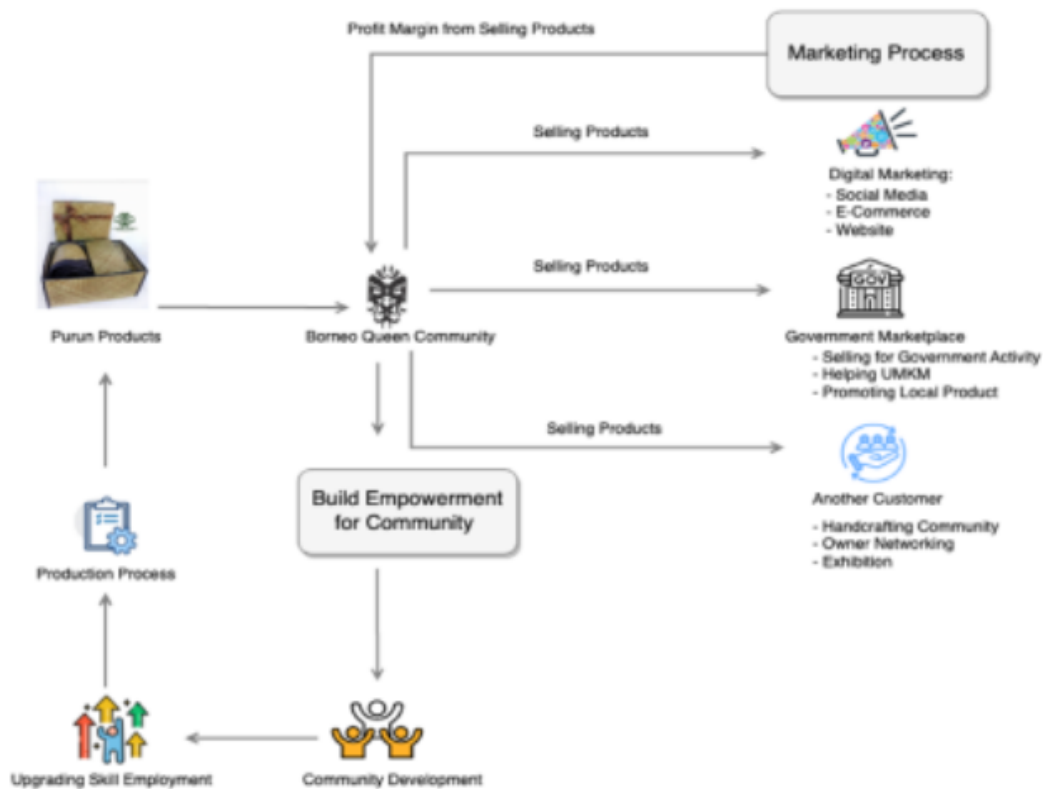 Profit Margin from Selling Products
Marketing Process
Selling Products
Digital Marketing:
- Social Media
- E-Commerce
- Website
Selling Products
GOV
Purun Products
Borneo Queen Community
Government Marketplace
- Selling for Government Activity
- Helping UMKM
- Promoting Local Product
Selling Products
Build Empowerment
for Community
Another Customer
- Handcrafting Community
- Owner Networking
- Exhibition
Production Process
Upgrading Skill Employment
Community Development